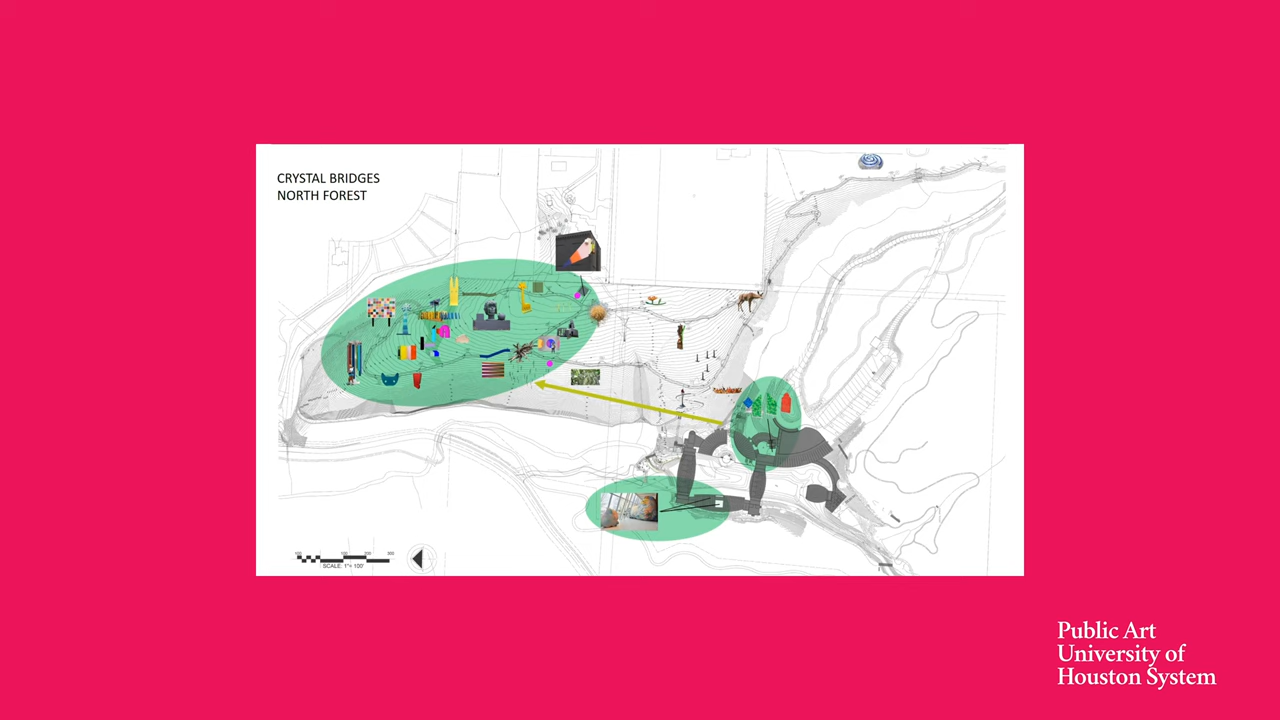 CRYSTAL BRIDGES
NORTH FOREST
SCALE: 1"= 100'
Public Art
University of
Houston System